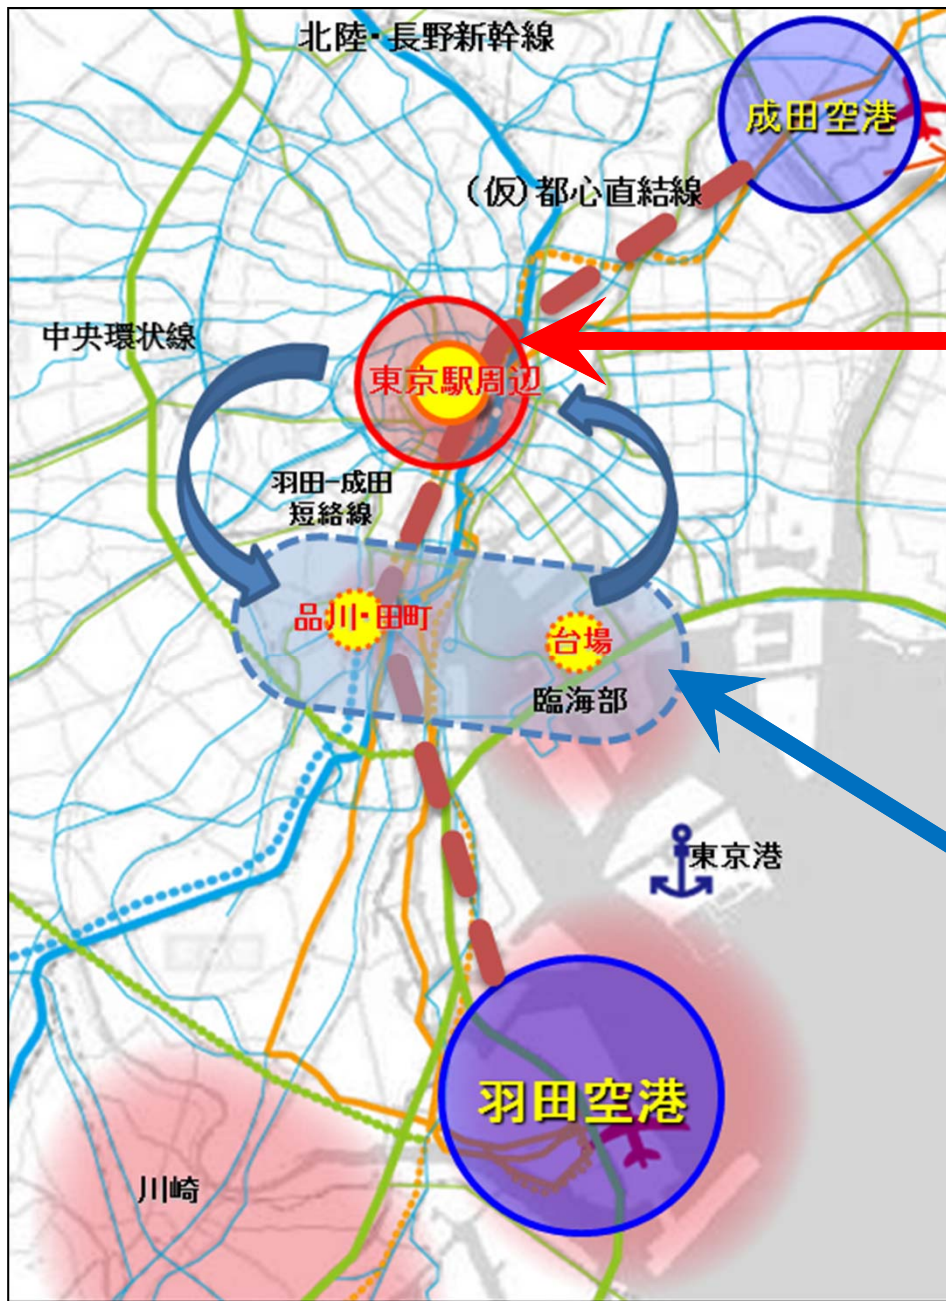 北陸・長野新幹線
成田空港
（仮）都心直結線
中央環状線
東京駅周辺
羽田−成田
短絡線
品川・田町
台場
臨海部
東京港
羽田空港
川崎